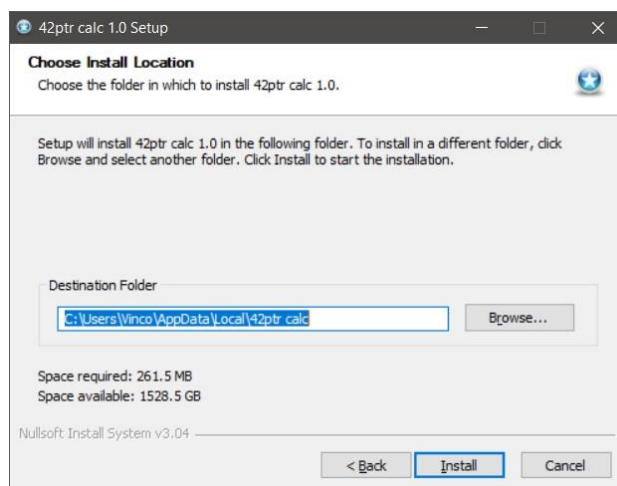 42ptr calc 1.0 Setup
Choose Install Location
Choose the folder in which to install 42ptr calc 1.0.
Setup will install 42ptr calc 1.0 in the following folder. To install in a different folder, click
Browse and select another folder. Click Install to start the installation.
Destination Folder
C:\Users\Vinco\AppData\Local\42ptr calc
Browse...
Space required: 261.5 MB
Space available: 1528.5 GB
Nullsoft Install System v3.04
< Back
Install
Cancel